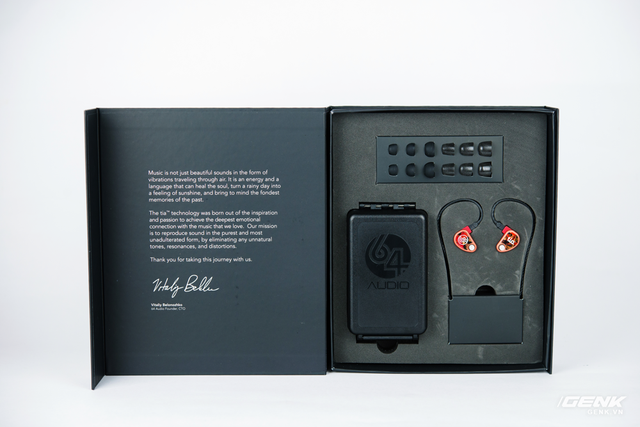 Music is not just beautiful sounds in the form of
vibrations traveling through air. It is an energy and a
language that can heal the soul, turn a rainy day into
a feeling of sunshine, and bring to mind the fondest
memories of the past.
The tia™ technology was born out of the inspiration
and passion to achieve the deepest emotional
connection with the music that we love. Our mission
is to reproduce sound in the purest and most
unadulterated form, by eliminating any unnatural
tones, resonances, and distortions.
Thank you for taking this journey with us.
Vitaliy Belonozhko
64 Audio Founder, CTO
64
AUDIO
GENK
GENK.VN